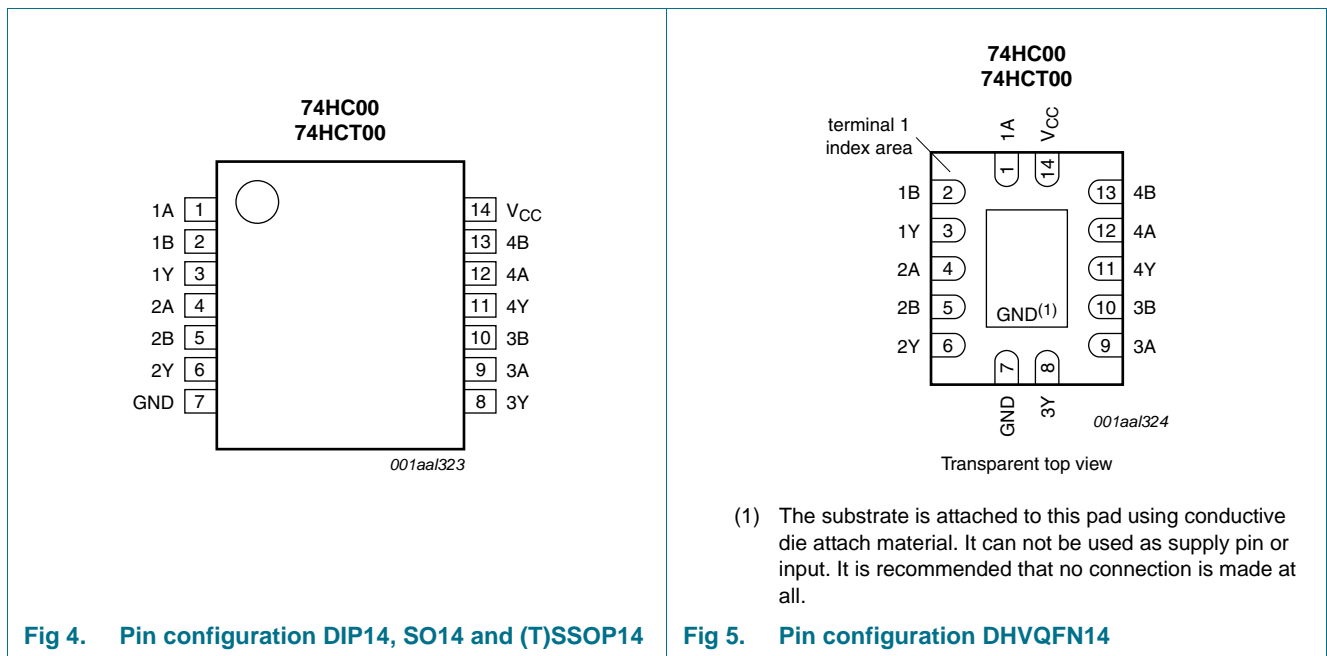 74HC00
74HCT00
1A 1
1B 2
1Y 3
2A 4
2B 5
2Y 6
GND 7
14 VCC
13 4B
12 4A
11 4Y
10 3B
9 3A
8 3Y
001aal323
Fig 4. Pin configuration DIP14, SO14 and (T)SSOP14
74HC00
74HCT00
terminal 1
index area
1A
VCC
1
14
1B 2
1Y 3
2A 4
2B 5
2Y 6
13 4B
12 4A
11 4Y
10 3B
9 3A
GND(1)
7
8
GND
3Y
001aal324
Transparent top view
(1) The substrate is attached to this pad using conductive
die attach material. It can not be used as supply pin or
input. It is recommended that no connection is made at
all.
Fig 5. Pin configuration DHVQFN14